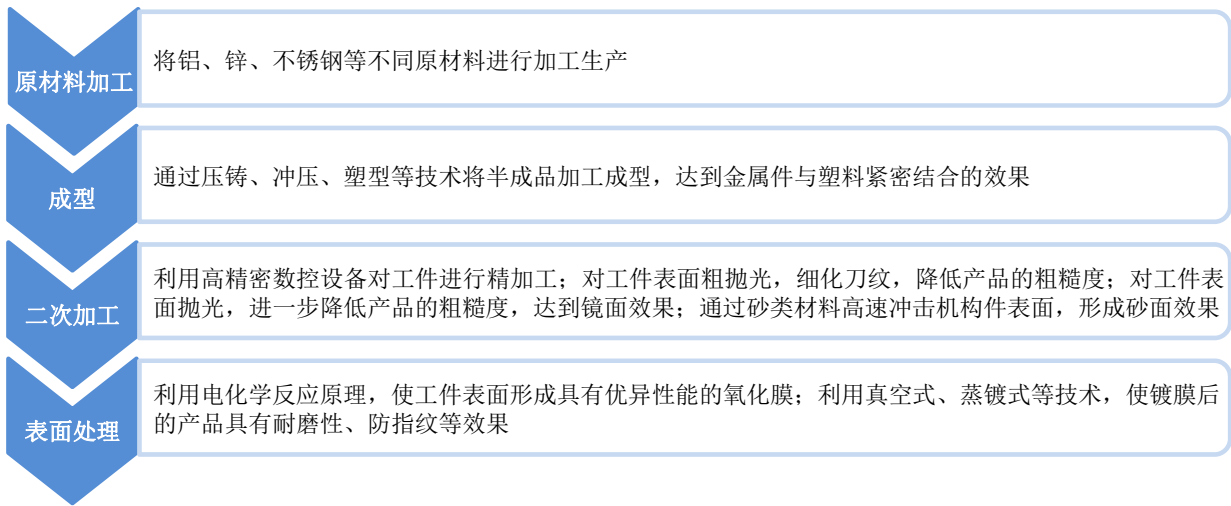 原材料加工
将铝、锌、不锈钢等不同原材料进行加工生产
成型
通过压铸、冲压、塑型等技术将半成品加工成型，达到金属件与塑料紧密结合的效果
二次加工
利用高精密数控设备对工件进行精加工；对工件表面粗抛光，细化刀纹，降低产品的粗糙度；对工件表
面抛光，进一步降低产品的粗糙度，达到镜面效果；通过砂类材料高速冲击机构件表面，形成砂面效果
表面处理
利用电化学反应原理，使工件表面形成具有优异性能的氧化膜；利用真空式、蒸镀式等技术，使镀膜后
的产品具有耐磨性、防指纹等效果